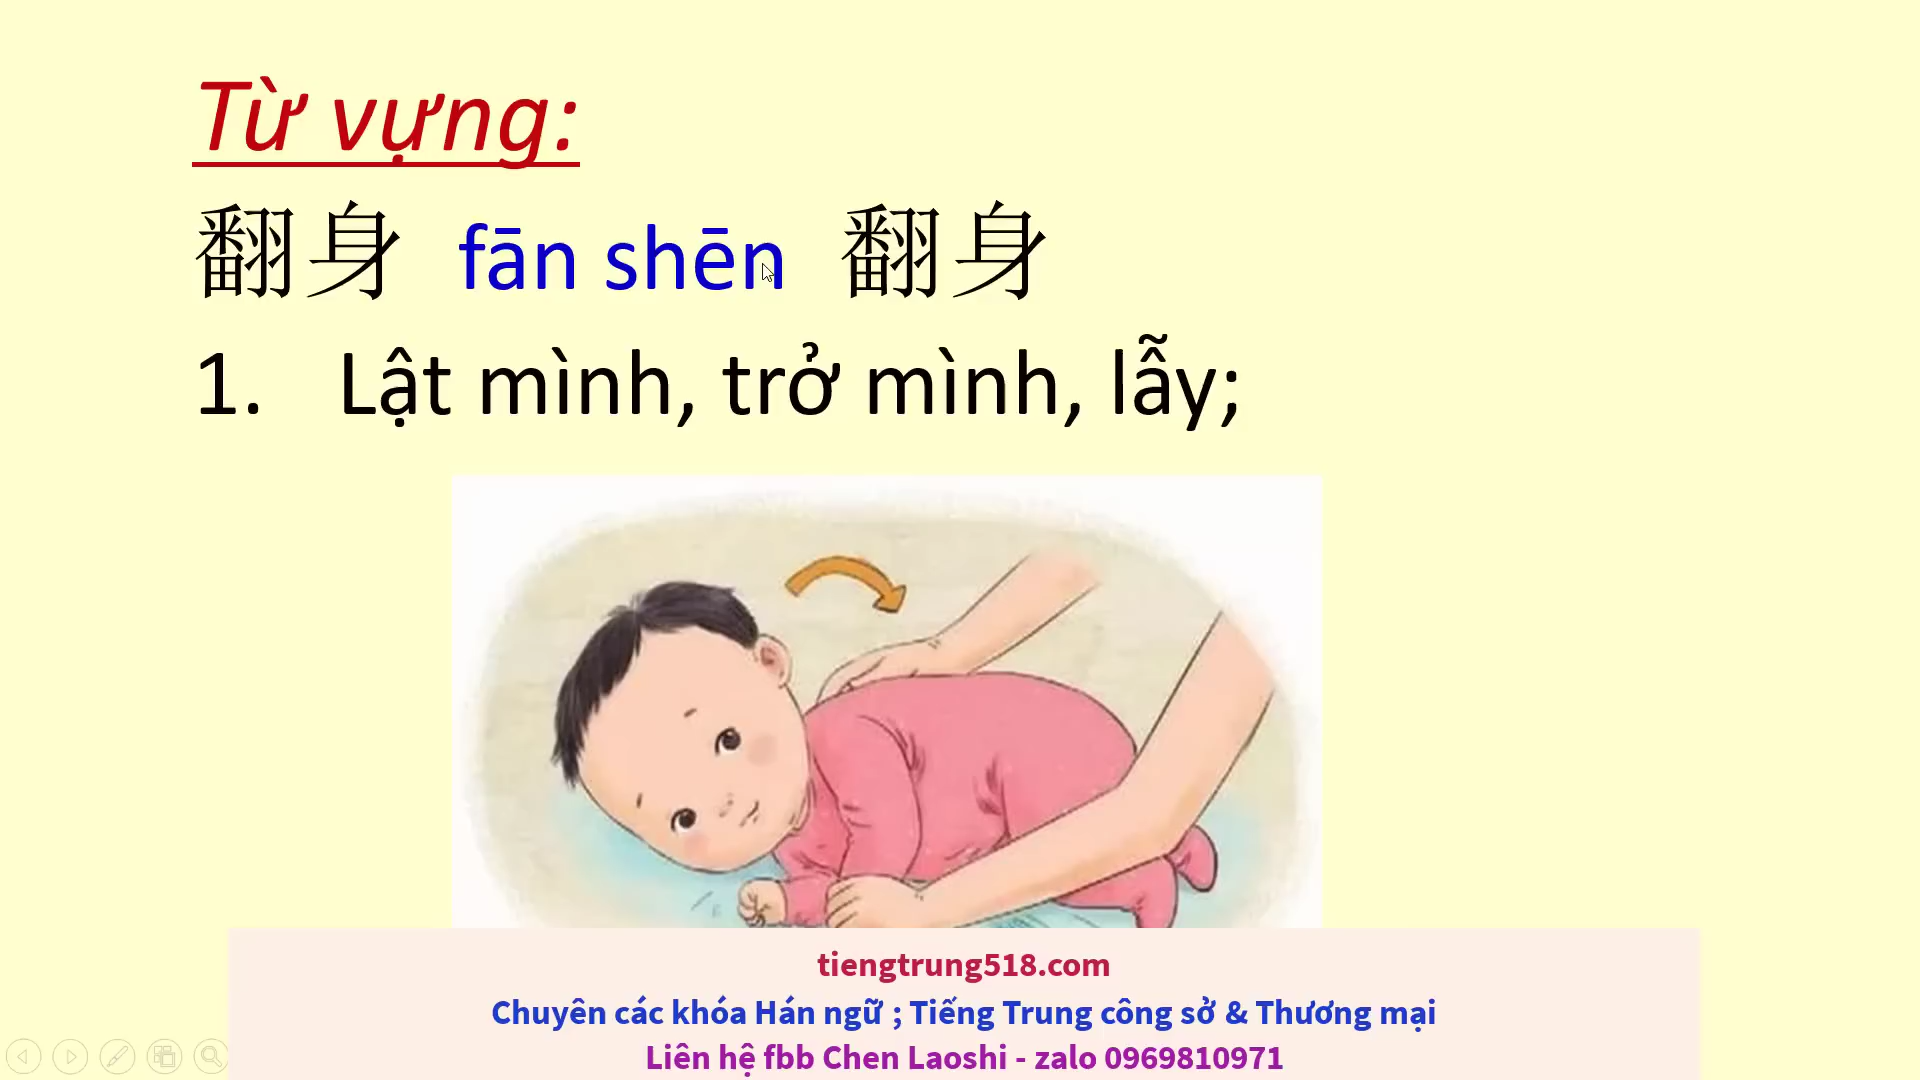 Từ vựng:
翻身 fān shēn 翻身
1. Lật mình, trở mình, lẫy;
tiengtrung518.com
Chuyên các khóa Hán ngữ ; Tiếng Trung công sở & Thương mại
Liên hệ fbb Chen Laoshi - zalo 0969810971